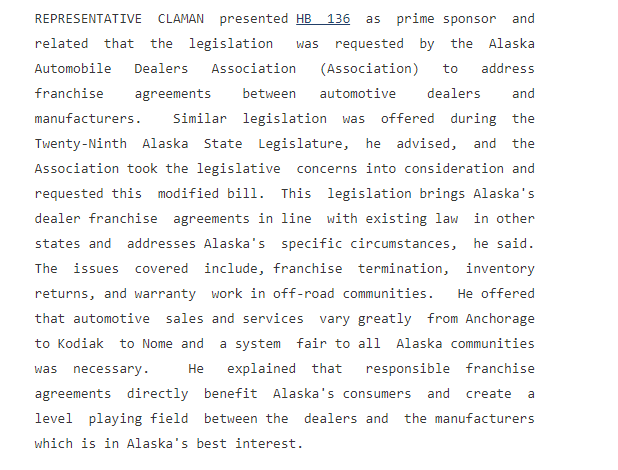 REPRESENTATIVE CLAMAN presented HB 136 as prime sponsor and
related that the legislation was requested by the Alaska
Automobile Dealers Association (Association) to address
franchise agreements between automotive dealers and
manufacturers. Similar legislation was offered during the
Twenty-Ninth Alaska State Legislature, he advised, and the
Association took the legislative concerns into consideration and
requested this modified bill. This legislation brings Alaska's
dealer franchise agreements in line with existing law in other
states and addresses Alaska's specific circumstances, he said.
The issues covered include, franchise termination, inventory
returns, and warranty work in off-road communities. He offered
that automotive sales and services vary greatly from Anchorage
to Kodiak to Nome and a system fair to all Alaska communities
was necessary. He explained that responsible franchise
agreements directly benefit Alaska's consumers and create a
level playing field between the dealers and the manufacturers
which is in Alaska's best interest.